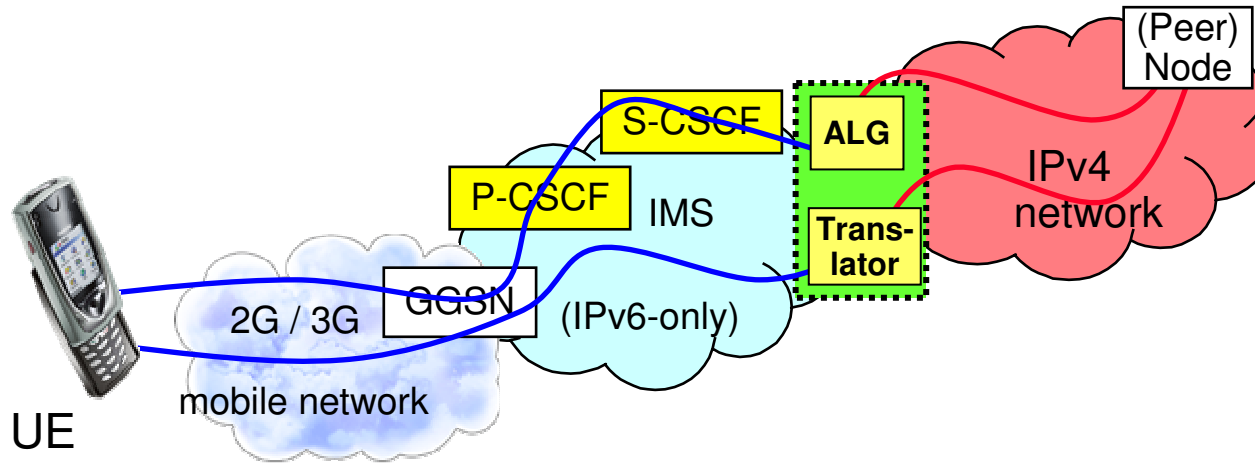 (Peer)
Node
S-CSCF
ALG
P-CSCF
IMS
IPv4
network
Trans-
lator
GGSN
2G / 3G
(IPv6-only)
mobile network
UE